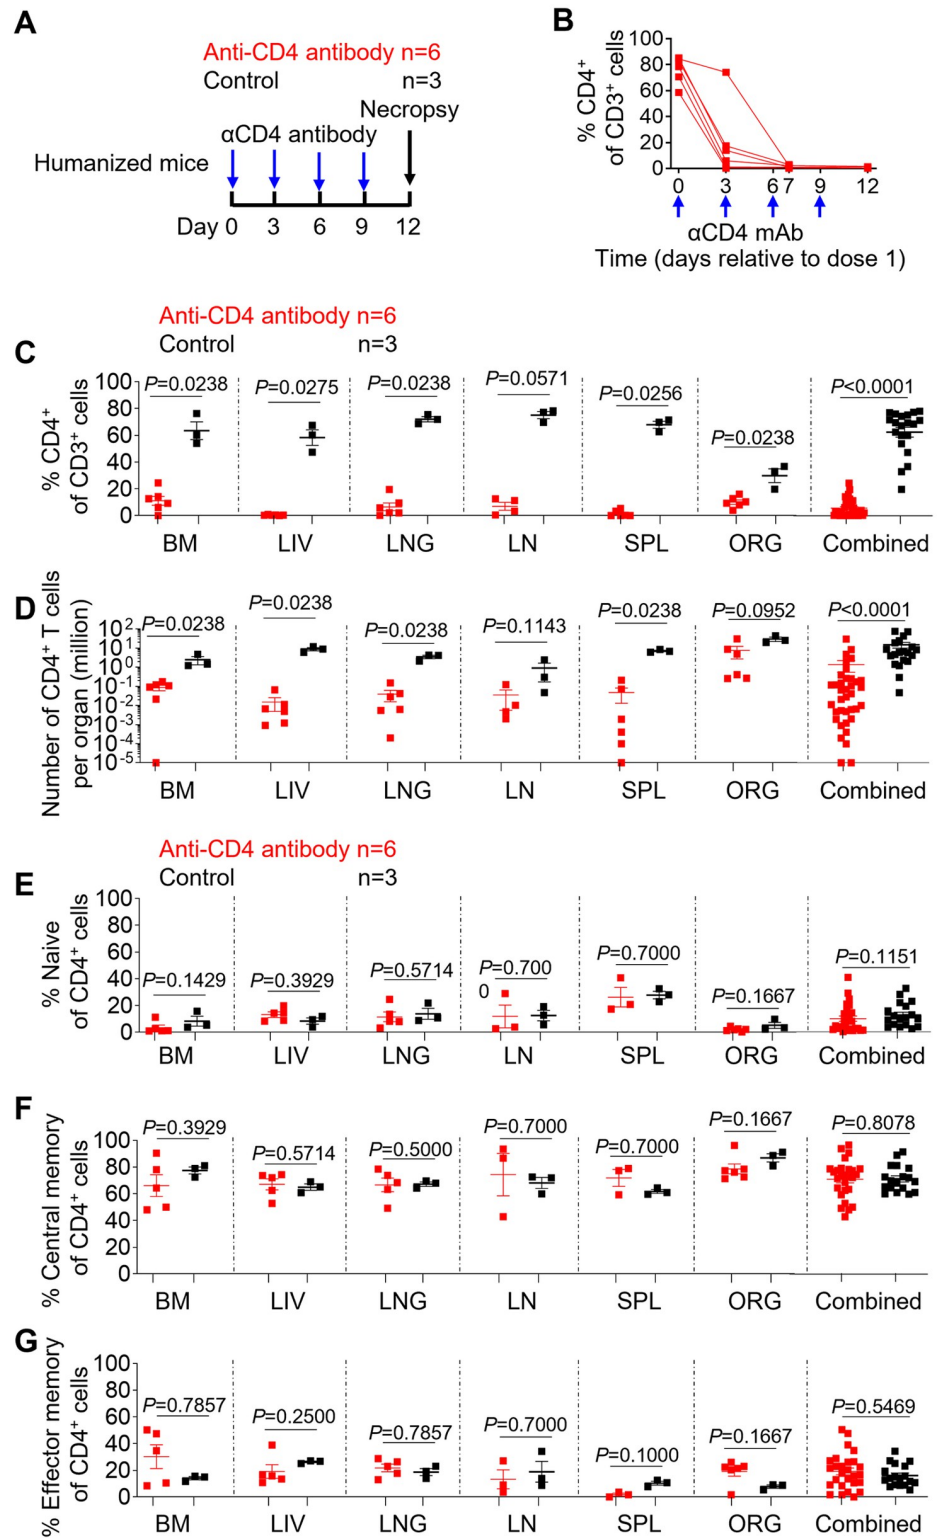 A
Anti-CD4 antibody n=6
Control n=3
Necropsy
αCD4 antibody
Humanized mice
Day 0 3 6 9 12
B
% CD4+
of CD3+ cells
100
80
60
40
20
0
0 3 6 7 9 12
αCD4 mAb
Time (days relative to dose 1)
Anti-CD4 antibody n=6
Control n=3
C
% CD4+
of CD3+ cells
100
80
60
40
20
0
P=0.0238 P=0.0275 P=0.0238 P=0.0571 P=0.0256 P=0.0238 P<0.0001
BM LIV LNG LN SPL ORG Combined
D
Number of CD4+ T cells
per organ (million)
10²
10¹
10⁰
10⁻¹
10⁻²
10⁻³
10⁻⁴
10⁻⁵
P=0.0238 P=0.0238 P=0.0238 P=0.1143 P=0.0238 P=0.0952 P<0.0001
BM LIV LNG LN SPL ORG Combined
Anti-CD4 antibody n=6
Control n=3
E
% Naive
of CD4+ cells
100
80
60
40
20
0
P=0.1429 P=0.3929 P=0.5714 P=0.700
0
P=0.7000 P=0.1667 P=0.1151
BM LIV LNG LN SPL ORG Combined
F
% Central memory
of CD4+ cells
100
80
60
40
20
0
P=0.3929 P=0.5714 P=0.5000 P=0.7000 P=0.7000 P=0.1667 P=0.8078
BM LIV LNG LN SPL ORG Combined
G
% Effector memory
of CD4+ cells
100
80
60
40
20
0
P=0.7857 P=0.2500 P=0.7857 P=0.7000 P=0.1000 P=0.1667 P=0.5469
BM LIV LNG LN SPL ORG Combined